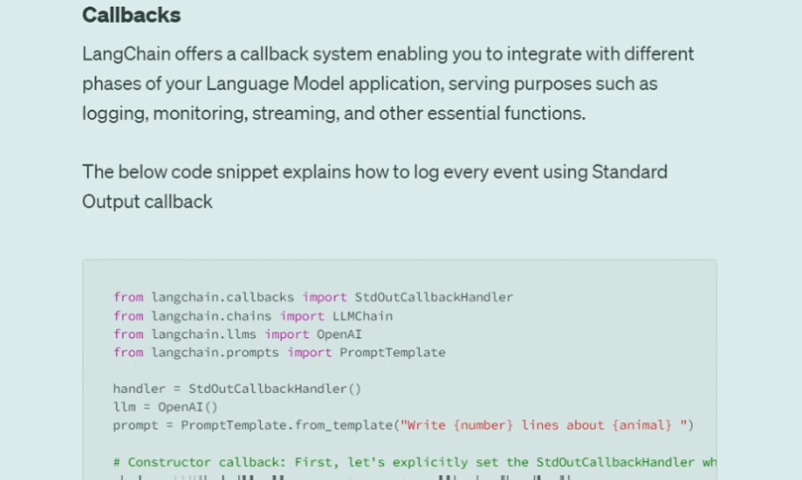 Callbacks
LangChain offers a callback system enabling you to integrate with different
phases of your Language Model application, serving purposes such as
logging, monitoring, streaming, and other essential functions.
The below code snippet explains how to log every event using Standard
Output callback
from langchain.callbacks import StdOutCallbackHandler
from langchain.chains import LLMChain
from langchain.llms import OpenAI
from langchain.prompts import PromptTemplate
handler = StdOutCallbackHandler()
llm = OpenAI()
prompt = PromptTemplate.from_template("Write {number} lines about {animal} ")
# Constructor callback: First, let's explicitly set the StdOutCallbackHandler wh